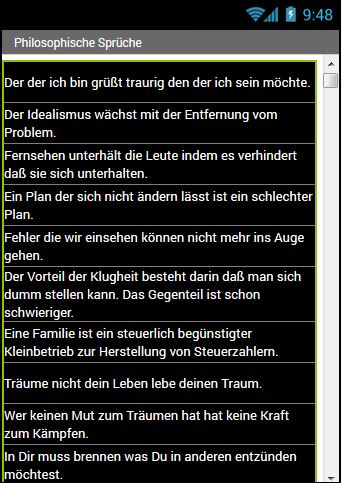 9:48
Philosophische Sprüche
Der der ich bin grüßt traurig den der ich sein möchte.
Der Idealismus wächst mit der Entfernung vom
Problem.
Fernsehen unterhält die Leute indem es verhindert
daß sie sich unterhalten.
Ein Plan der sich nicht ändern lässt ist ein schlechter
Plan.
Fehler die wir einsehen können nicht mehr ins Auge
gehen.
Der Vorteil der Klugheit besteht darin daß man sich
dumm stellen kann. Das Gegenteil ist schon
schwieriger.
Eine Familie ist ein steuerlich begünstigter
Kleinbetrieb zur Herstellung von Steuerzahlern.
Träume nicht dein Leben lebe deinen Traum.
Wer keinen Mut zum Träumen hat hat keine Kraft
zum Kämpfen.
In Dir muss brennen was Du in anderen entzünden
möchtest.